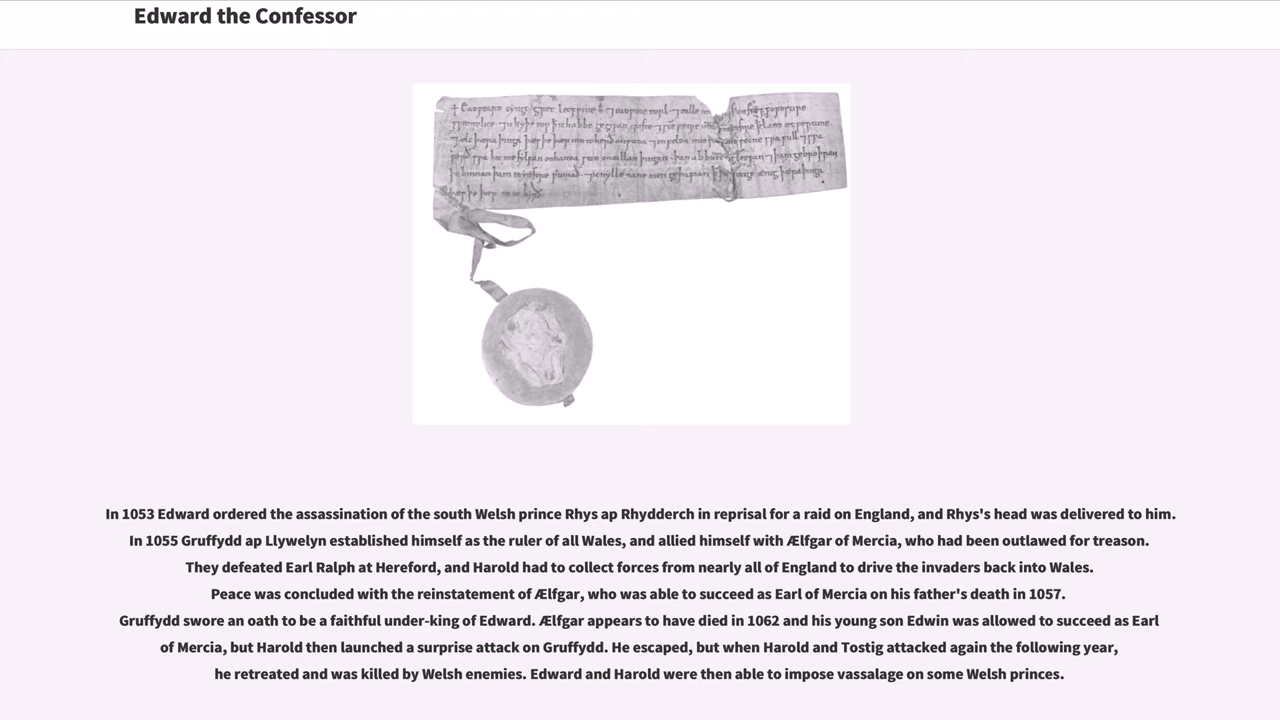 Edward the Confessor
In 1053 Edward ordered the assassination of the south Welsh prince Rhys ap Rhydderch in reprisal for a raid on England, and Rhys's head was delivered to him.
In 1055 Gruffydd ap Llywelyn established himself as the ruler of all Wales, and allied himself with Ælfgar of Mercia, who had been outlawed for treason.
They defeated Earl Ralph at Hereford, and Harold had to collect forces from nearly all of England to drive the invaders back into Wales.
Peace was concluded with the reinstatement of Ælfgar, who was able to succeed as Earl of Mercia on his father's death in 1057.
Gruffydd swore an oath to be a faithful under-king of Edward. Ælfgar appears to have died in 1062 and his young son Edwin was allowed to succeed as Earl
of Mercia, but Harold then launched a surprise attack on Gruffydd. He escaped, but when Harold and Tostig attacked again the following year,
he retreated and was killed by Welsh enemies. Edward and Harold were then able to impose vassalage on some Welsh princes.